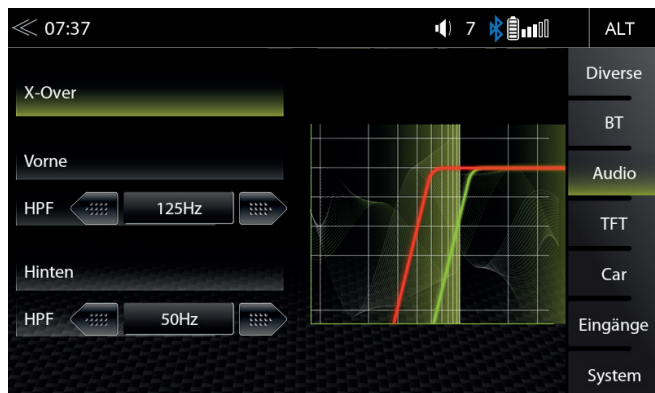 07:37 7 ALT
X-Over
Vorne
HPF 125Hz
Hinten
HPF 50Hz
Diverse
BT
Audio
TFT
Car
Eingänge
System